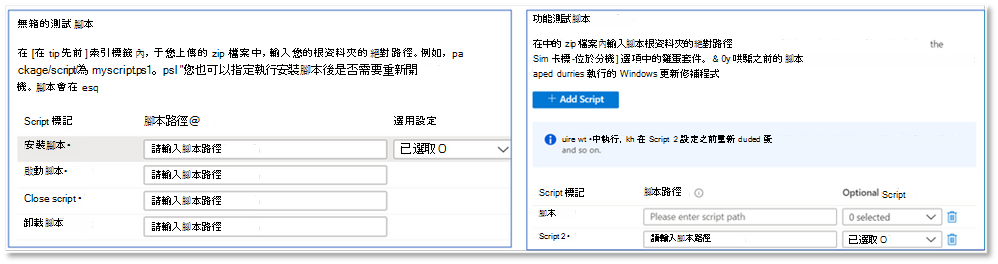 無箱的測試 腳本
在 [在 tip 先前 ] 索引標籤 內，于您上傳的 zip 檔案中，輸入您的根資料夾的 絕對路徑。例如，pa
ckage/script為 myscript.ps1。psl "您也可以指定執行安裝腳本後是否需要重新開
機。腳本會在 esq
Script 標記 腳本路徑@ 選用設定
安裝腳本• 請輸入腳本路徑 已選取 O
啟動腳本• 請輸入腳本路徑
Close script • 請輸入腳本路徑
卸載腳本 請輸入腳本路徑
功能測試腳本
在中的 zip 檔案內輸入腳本根資料夾的絕對路徑 the
Sim 卡標 -位於分機] 選項中的雞蛋套件。& 0y 哄騙之前的 腳本
aped durries 執行的 Windows 更新修補程式
+ Add Script
uire wt •中執行, kh 在 Script 2 設定之前重新 duded 蛋
and so on.
Script 標記 腳本路徑 Optional Script
腳本 Please enter script path 0 selected
Script 2 • 請輸入腳本路徑 已選取 O